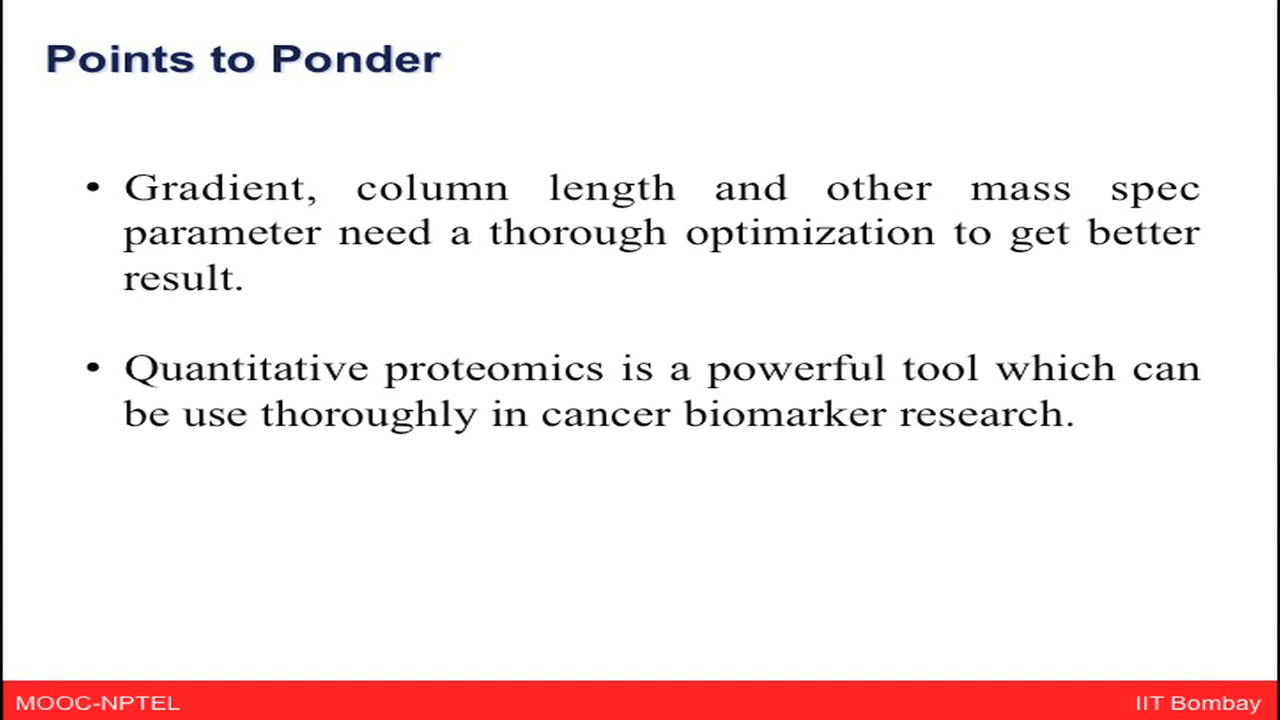 Points to Ponder
• Gradient, column length and other mass spec
parameter need a thorough optimization to get better
result.
• Quantitative proteomics is a powerful tool which can
be use thoroughly in cancer biomarker research.
MOOC-NPTEL
IIT Bombay